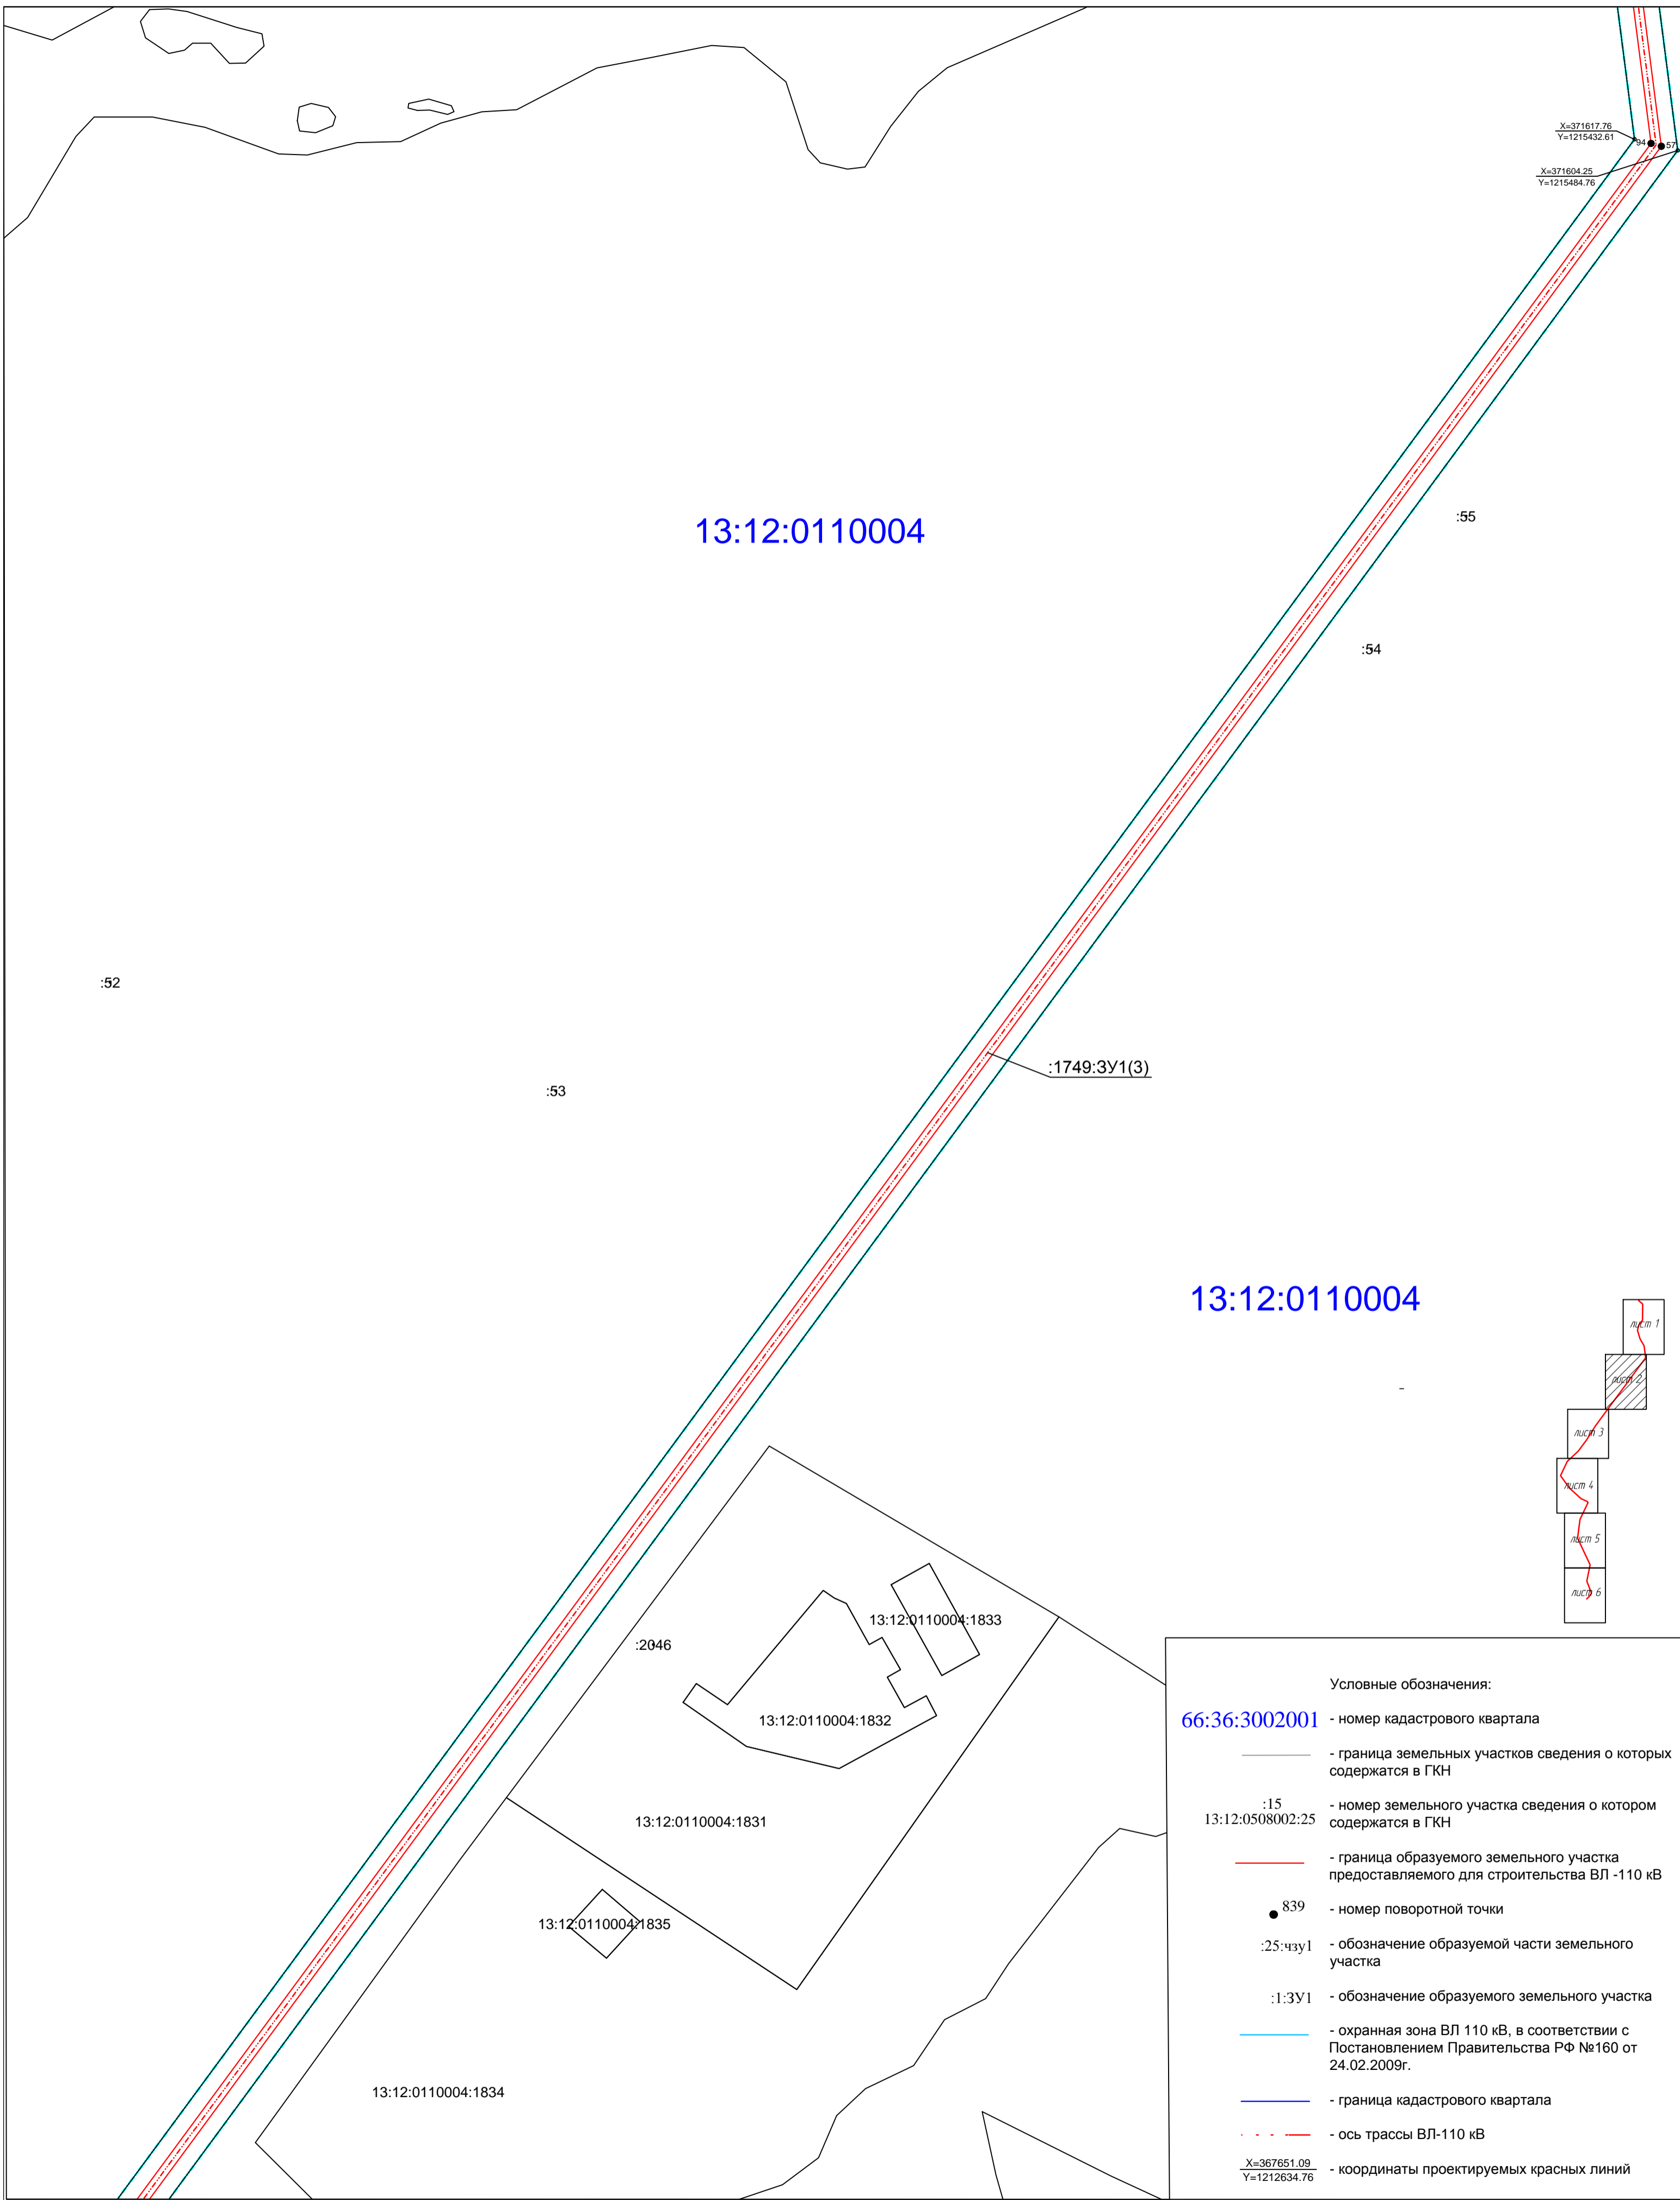 X=371617.76
Y=1215432.61
94
57
X=371604.25
Y=1215484.76
13:12:0110004
:55
:54
:52
:53
:1749:ЗУ1(3)
13:12:0110004
лист 1
лист 2
лист 3
лист 4
лист 5
лист 6
13:12:0110004:1833
:2046
13:12:0110004:1832
13:12:0110004:1831
13:12:0110004:1835
13:12:0110004:1834
Условные обозначения:
66:36:3002001 - номер кадастрового квартала
- граница земельных участков сведения о которых
содержатся в ГКН
:15
13:12:0508002:25
- номер земельного участка сведения о котором
содержатся в ГКН
- граница образуемого земельного участка
предоставляемого для строительства ВЛ -110 кВ
839 - номер поворотной точки
:25:чзу1 - обозначение образуемой части земельного
участка
:1:ЗУ1 - обозначение образуемого земельного участка
- охранная зона ВЛ 110 кВ, в соответствии с
Постановлением Правительства РФ №160 от
24.02.2009г.
- граница кадастрового квартала
- ось трассы ВЛ-110 кВ
X=367651.09
Y=1212634.76
- координаты проектируемых красных линий